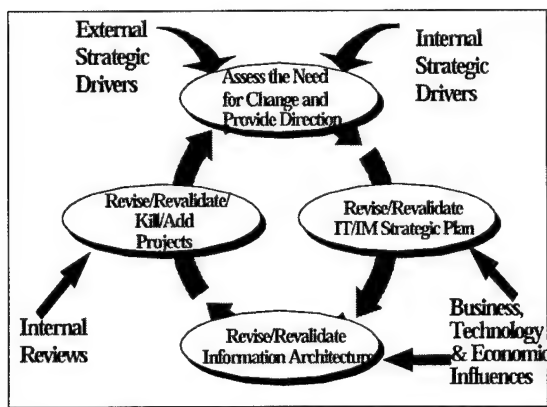 External
Strategic
Drivers
Internal
Strategic
Drivers
Assess the Need
for Change and
Provide Direction
Revise/Revalidate/
Kill/Add
Projects
Revise/Revalidate
IT/IM Strategic Plan
Internal
Reviews
Revise/Revalidate
Information Architecture
Business,
Technology
& Economic
Influences